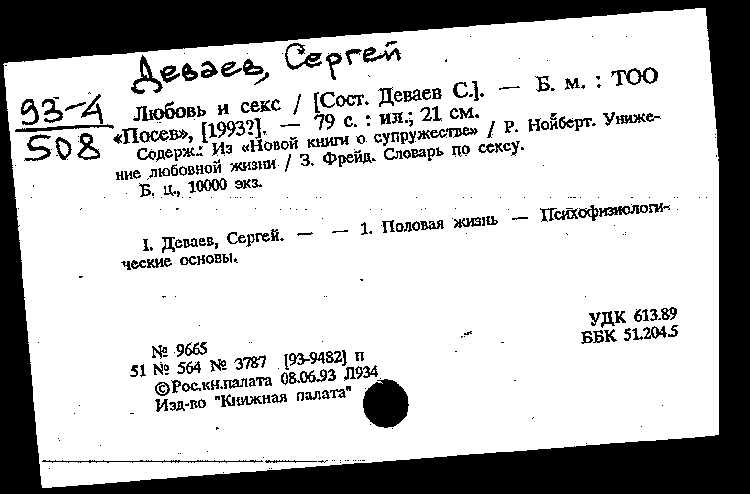 Деваев, Сергей
93-4
508
Любовь и секс / [Сост. Деваев С.]. — Б. м. : ТОО
«Посев», [1993?]. — 79 с. : ил.; 21 см.
Содерж.: Из «Новой книги о супружестве» / Р. Нойберт. Униже-
ние любовной жизни / З. Фрейд. Словарь по сексу.
Б. ц., 10000 экз.
I. Деваев, Сергей. — — 1. Половая жизнь — Психофизиологи-
ческие основы.
УДК 613.89
ББК 51.204.5
№ 9665
51 № 564 № 3787 [93-9482] п
©Рос.кн.палата 08.06.93 Л934
Изд-во "Книжная палата"